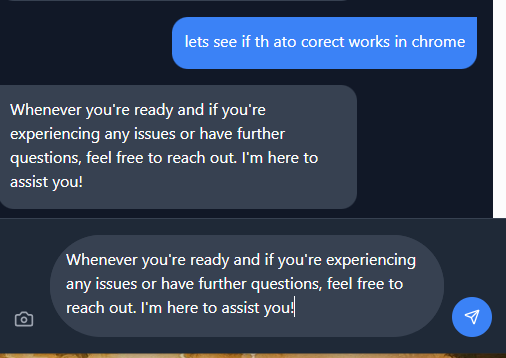 lets see if th ato corect works in chrome
Whenever you're ready and if you're
experiencing any issues or have further
questions, feel free to reach out. I'm here to
assist you!
Whenever you're ready and if you're experiencing
any issues or have further questions, feel free to
reach out. I'm here to assist you!